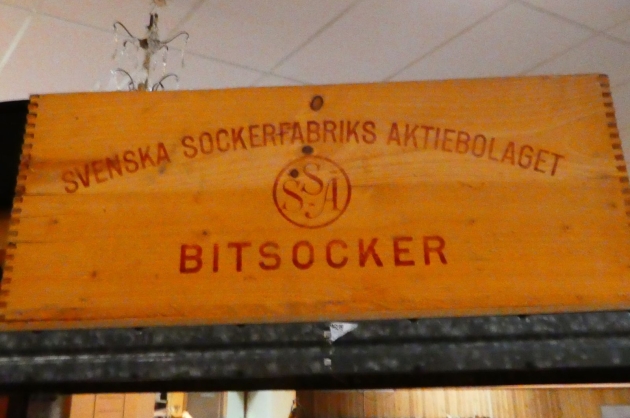 SVENSKA SOCKERFABRIKS AKTIEBOLAGET
SSA
BITSOCKER